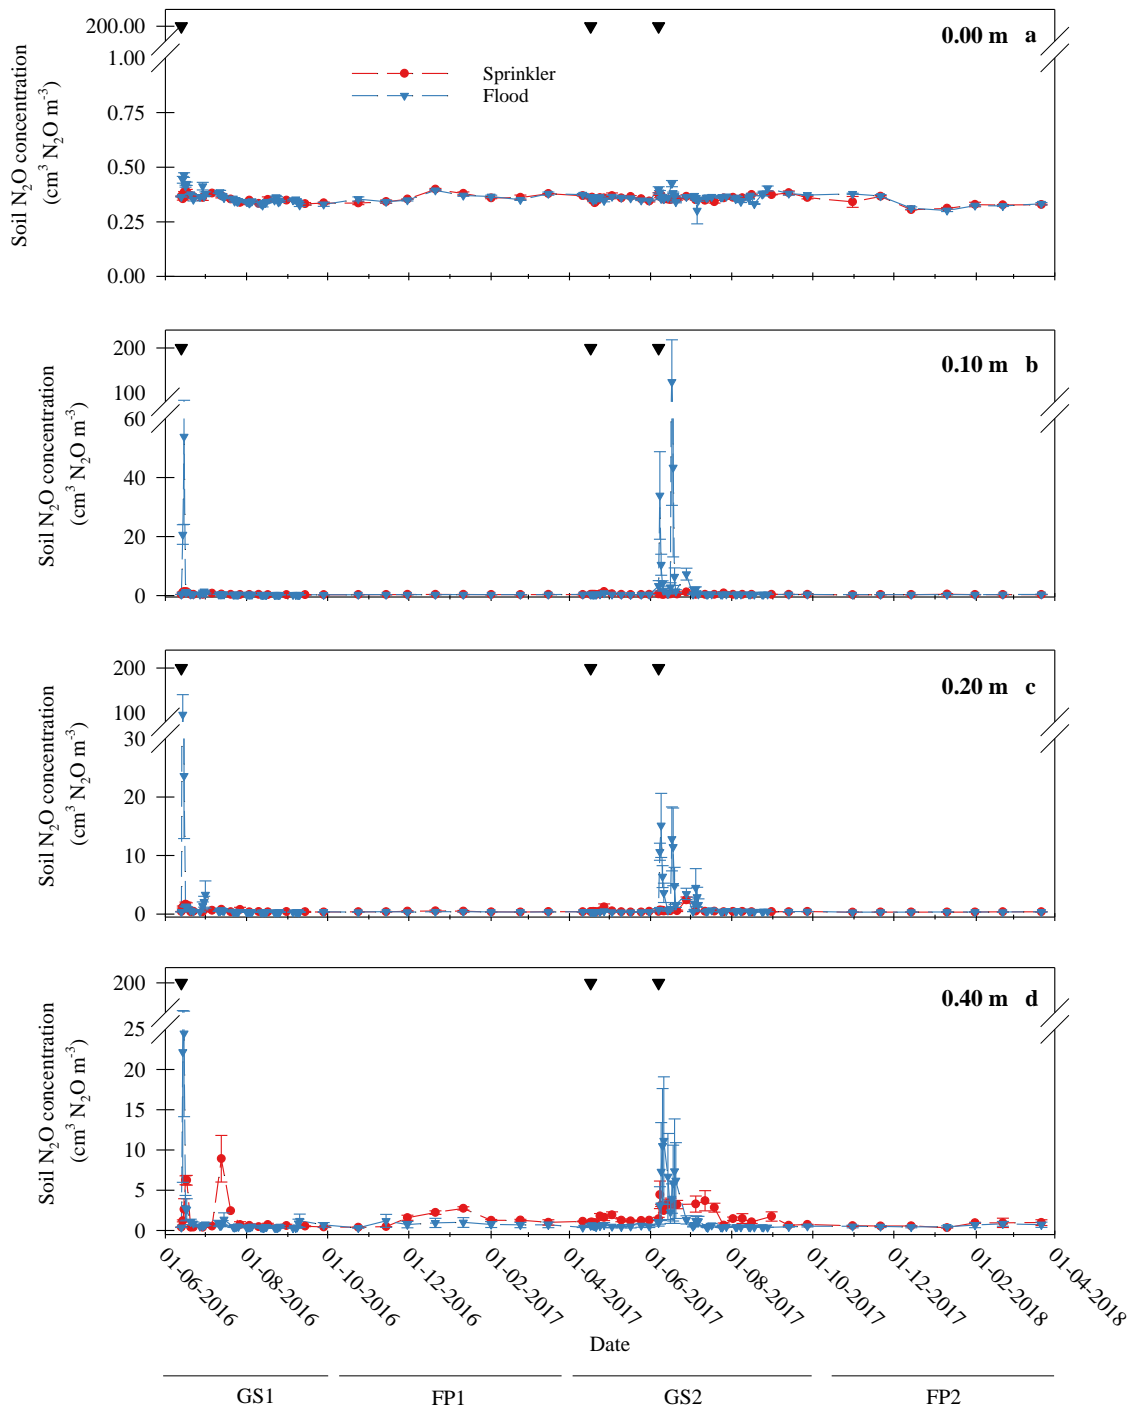 200.00
0.00 m a
1.00
Sprinkler
Flood
0.75
0.50
0.25
0.00
Soil N₂O concentration
(cm³ N₂O m⁻³)
200
0.10 m b
100
60
40
20
0
Soil N₂O concentration
(cm³ N₂O m⁻³)
200
0.20 m c
100
30
20
10
0
Soil N₂O concentration
(cm³ N₂O m⁻³)
200
0.40 m d
25
20
15
10
5
0
Soil N₂O concentration
(cm³ N₂O m⁻³)
01-06-2016
01-08-2016
01-10-2016
01-12-2016
01-02-2017
01-04-2017
01-06-2017
01-08-2017
01-10-2017
01-12-2017
01-02-2018
01-04-2018
Date
GS1 FP1 GS2 FP2